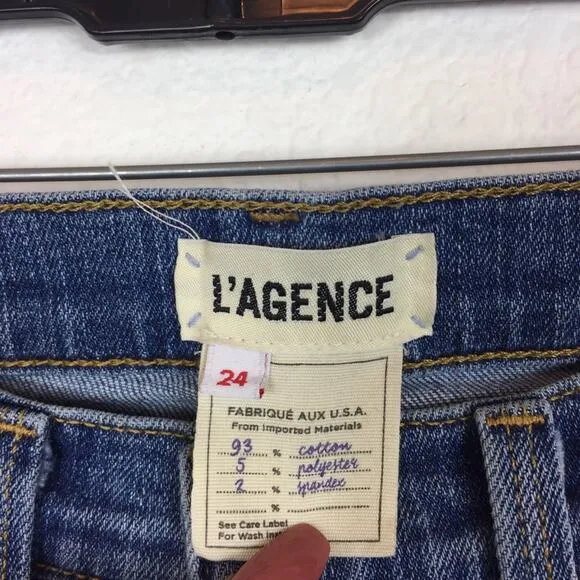 L'AGENCE
24
FABRIQUÉ AUX U.S.A.
From Imported Materials
93 % cotton
5 % polyester
2 % spandex
%
See Care Label
For Wash